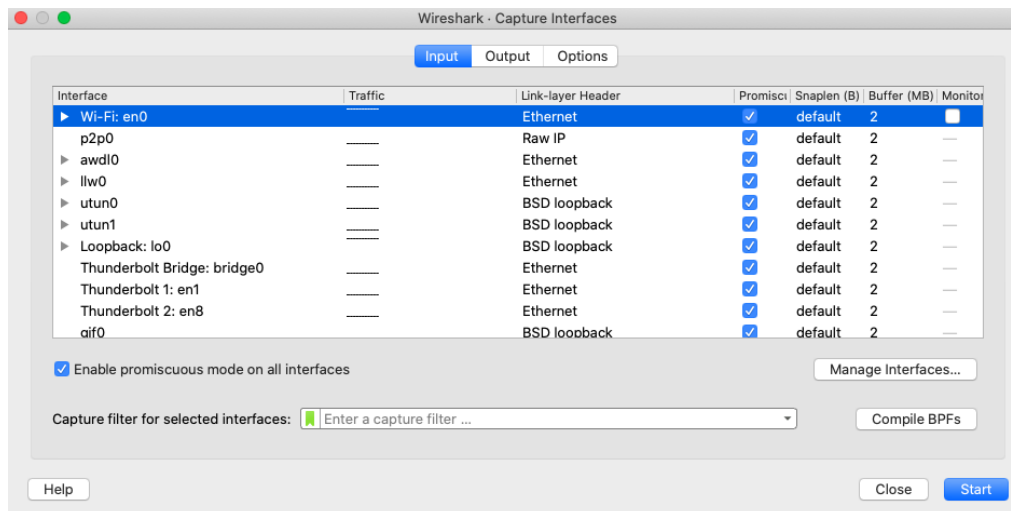 Wireshark · Capture Interfaces
Input Output Options
Interface Traffic Link-layer Header Promiscu Snaplen (B) Buffer (MB) Monitor
Wi-Fi: en0 Ethernet default 2
p2p0 Raw IP default 2 —
awdl0 Ethernet default 2 —
llw0 Ethernet default 2 —
utun0 BSD loopback default 2 —
utun1 BSD loopback default 2 —
Loopback: lo0 BSD loopback default 2 —
Thunderbolt Bridge: bridge0 Ethernet default 2 —
Thunderbolt 1: en1 Ethernet default 2 —
Thunderbolt 2: en8 Ethernet default 2 —
gif0 BSD loopback default 2 —
Enable promiscuous mode on all interfaces Manage Interfaces...
Capture filter for selected interfaces: Enter a capture filter ... Compile BPFs
Help Close Start